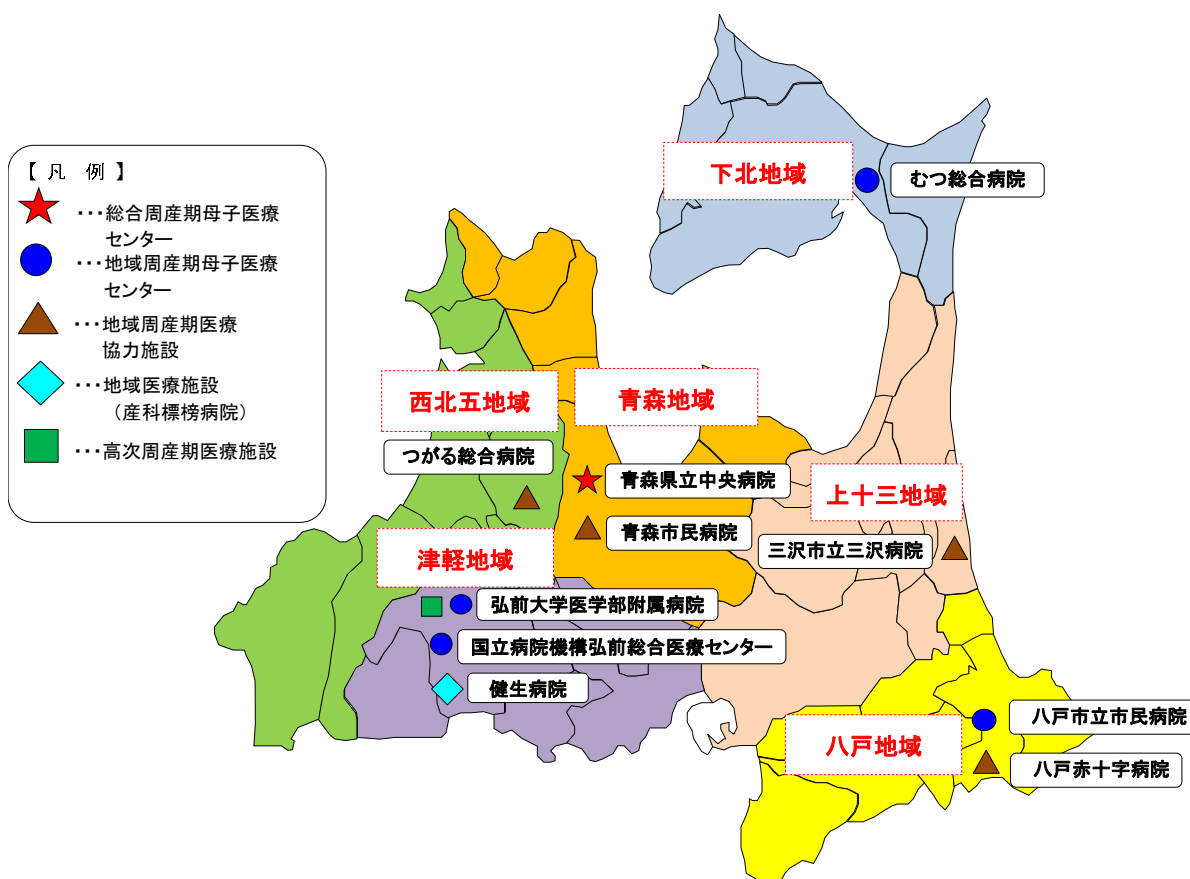 【 凡 例 】
・・・総合周産期母子医療
センター
・・・地域周産期母子医療
センター
・・・地域周産期医療
協力施設
・・・地域医療施設
（産科標榜病院）
・・・高次周産期医療施設
下北地域
むつ総合病院
西北五地域
青森地域
つがる総合病院
青森県立中央病院
上十三地域
青森市民病院
三沢市立三沢病院
津軽地域
弘前大学医学部附属病院
国立病院機構弘前総合医療センター
健生病院
八戸地域
八戸市立市民病院
八戸赤十字病院